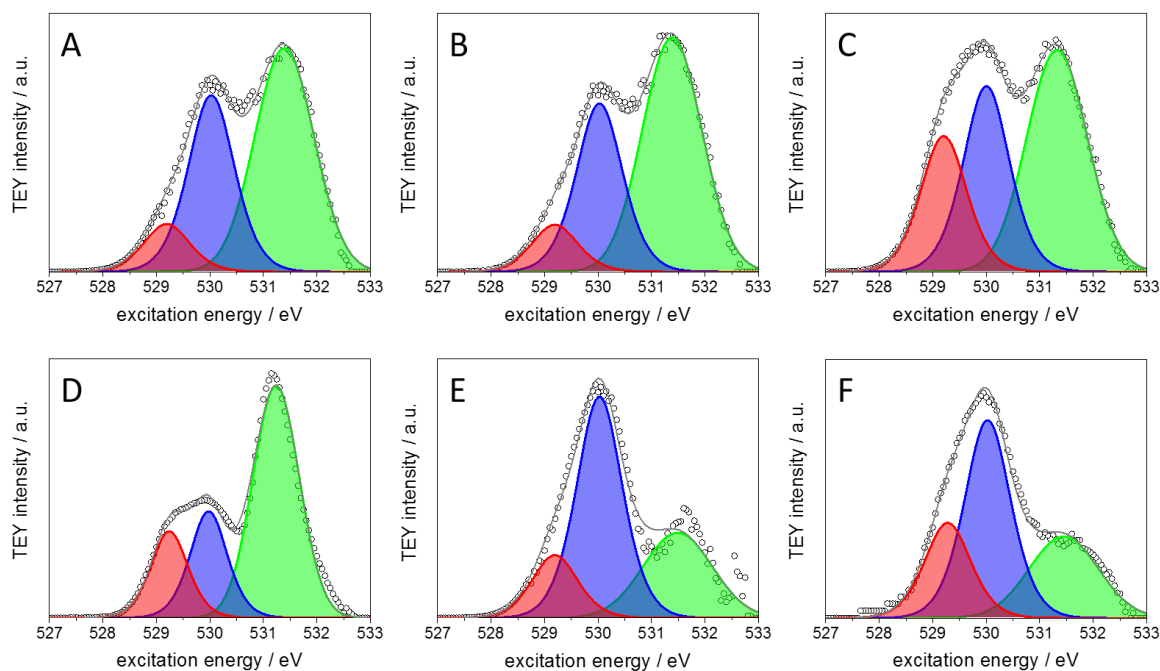 A
B
C
TEY intensity / a.u.
TEY intensity / a.u.
TEY intensity / a.u.
527 528 529 530 531 532 533
527 528 529 530 531 532 533
527 528 529 530 531 532 533
excitation energy / eV
excitation energy / eV
excitation energy / eV
D
E
F
TEY intensity / a.u.
TEY intensity / a.u.
TEY intensity / a.u.
527 528 529 530 531 532 533
527 528 529 530 531 532 533
527 528 529 530 531 532 533
excitation energy / eV
excitation energy / eV
excitation energy / eV